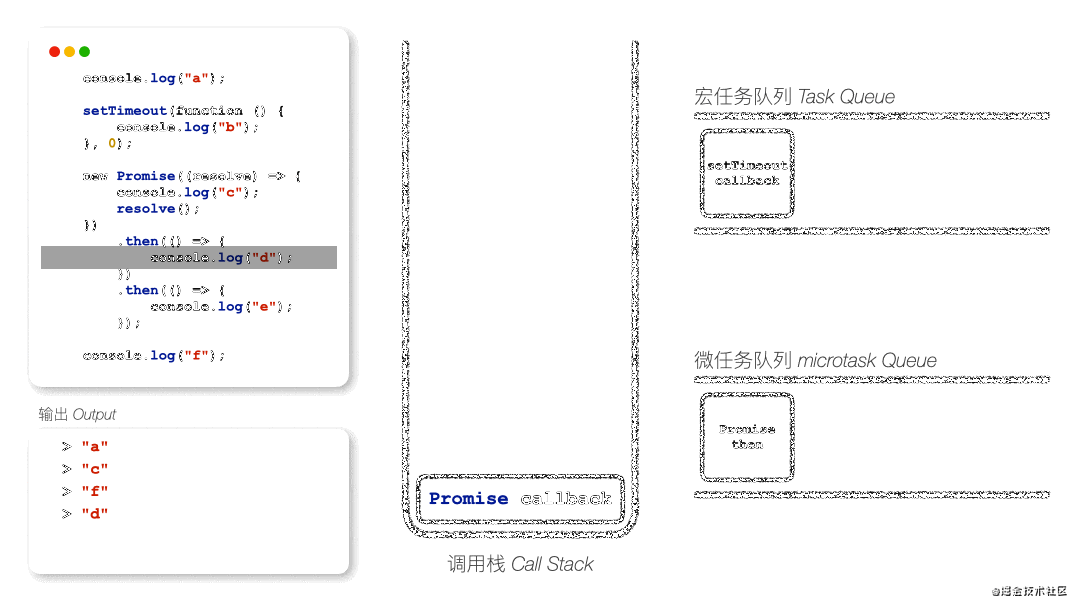 console.log("a");
setTimeout(function () {
    console.log("b");
}, 0);
new Promise((resolve) => {
    console.log("c");
    resolve();
})
    .then(() => {
        console.log("d");
    })
    .then(() => {
        console.log("e");
    });
console.log("f");
输出 Output
> "a"
> "c"
> "f"
> "d"
Promise callback
调用栈 Call Stack
宏任务队列 Task Queue
setTimeout
callback
微任务队列 microtask Queue
Promise
then
@掘金技术社区